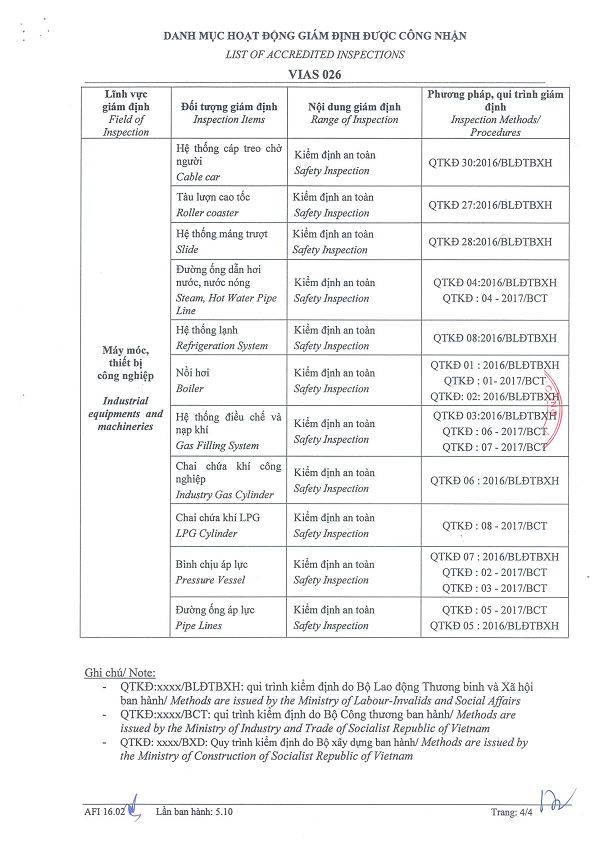 DANH MỤC HOẠT ĐỘNG GIÁM ĐỊNH ĐƯỢC CÔNG NHẬN
LIST OF ACCREDITED INSPECTIONS
VIAS 026
Lĩnh vực
giám định
Field of
Inspection
Đối tượng giám định
Inspection Items
Nội dung giám định
Range of Inspection
Phương pháp, qui trình giám
định
Inspection Methods/
Procedures
Máy móc,
thiết bị
công nghiệp
Industrial
equipments and
machineries
Hệ thống cáp treo chở
người
Cable car
Kiểm định an toàn
Safety Inspection
QTKĐ 30:2016/BLĐTBXH
Tàu lượn cao tốc
Roller coaster
Kiểm định an toàn
Safety Inspection
QTKĐ 27:2016/BLĐTBXH
Hệ thống máng trượt
Slide
Kiểm định an toàn
Safety Inspection
QTKĐ 28:2016/BLĐTBXH
Đường ống dẫn hơi
nước, nước nóng
Steam, Hot Water Pipe
Line
Kiểm định an toàn
Safety Inspection
QTKĐ 04:2016/BLĐTBXH
QTKĐ : 04 - 2017/BCT
Hệ thống lạnh
Refrigeration System
Kiểm định an toàn
Safety Inspection
QTKĐ 08:2016/BLĐTBXH
Nồi hơi
Boiler
Kiểm định an toàn
Safety Inspection
QTKĐ 01 : 2016/BLĐTBXH
QTKĐ : 01- 2017/BCT
QTKĐ: 02: 2016/BLĐTBXH
Hệ thống điều chế và
nạp khí
Gas Filling System
Kiểm định an toàn
Safety Inspection
QTKĐ 03:2016/BLĐTBXH
QTKĐ : 06 - 2017/BCT
QTKĐ : 07 - 2017/BCT
Chai chứa khí công
nghiệp
Industry Gas Cylinder
Kiểm định an toàn
Safety Inspection
QTKĐ 06 : 2016/BLĐTBXH
Chai chứa khí LPG
LPG Cylinder
Kiểm định an toàn
Safety Inspection
QTKĐ : 08 - 2017/BCT
Bình chịu áp lực
Pressure Vessel
Kiểm định an toàn
Safety Inspection
QTKĐ 07 : 2016/BLĐTBXH
QTKĐ : 02 - 2017/BCT
QTKĐ : 03 - 2017/BCT
Đường ống áp lực
Pipe Lines
Kiểm định an toàn
Safety Inspection
QTKĐ : 05 - 2017/BCT
QTKĐ 05 : 2016/BLĐTBXH
Ghi chú/ Note:
- QTKĐ:xxxx/BLĐTBXH: qui trình kiểm định do Bộ Lao động Thương binh và Xã hội
ban hành/ Methods are issued by the Ministry of Labour-Invalids and Social Affairs
- QTKĐ:xxxx/BCT: qui trình kiểm định do Bộ Công thương ban hành/ Methods are
issued by the Ministry of Industry and Trade of Socialist Republic of Vietnam
- QTKĐ: xxxx/BXD: Quy trình kiểm định do Bộ xây dựng ban hành/ Methods are issued by
the Ministry of Construction of Socialist Republic of Vietnam
AFI 16.02 Lần ban hành: 5.10 Trang: 4/4